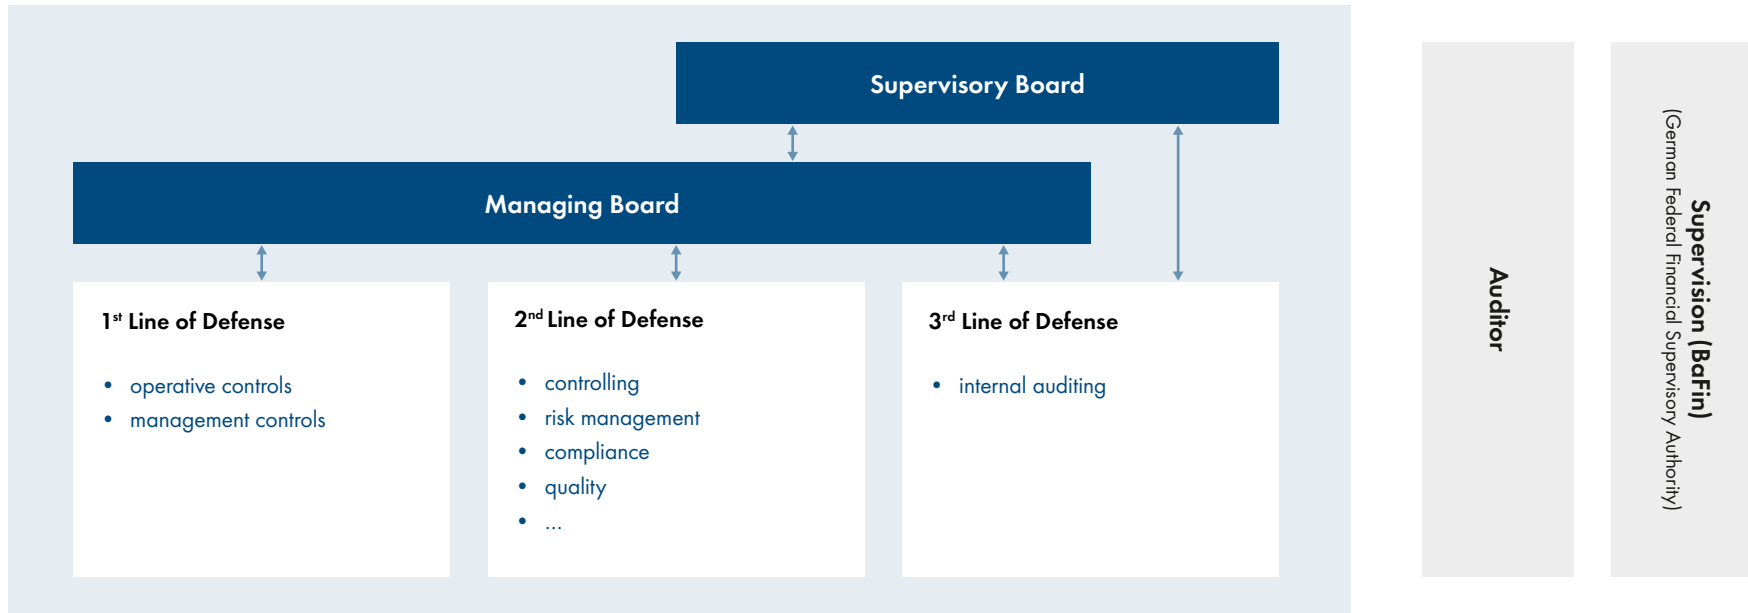 Supervisory Board
Managing Board
1st Line of Defense
• operative controls
• management controls
2nd Line of Defense
• controlling
• risk management
• compliance
• quality
• ...
3rd Line of Defense
• internal auditing
Auditor
Supervision (BaFin)
(German Federal Financial Supervisory Authority)